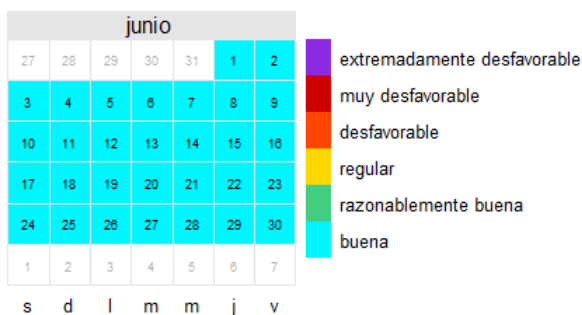 junio
27 28 29 30 31 1 2
3 4 5 6 7 8 9
10 11 12 13 14 15 16
17 18 19 20 21 22 23
24 25 26 27 28 29 30
1 2 3 4 5 6 7
s d l m m j v
extremadamente desfavorable
muy desfavorable
desfavorable
regular
razonablemente buena
buena